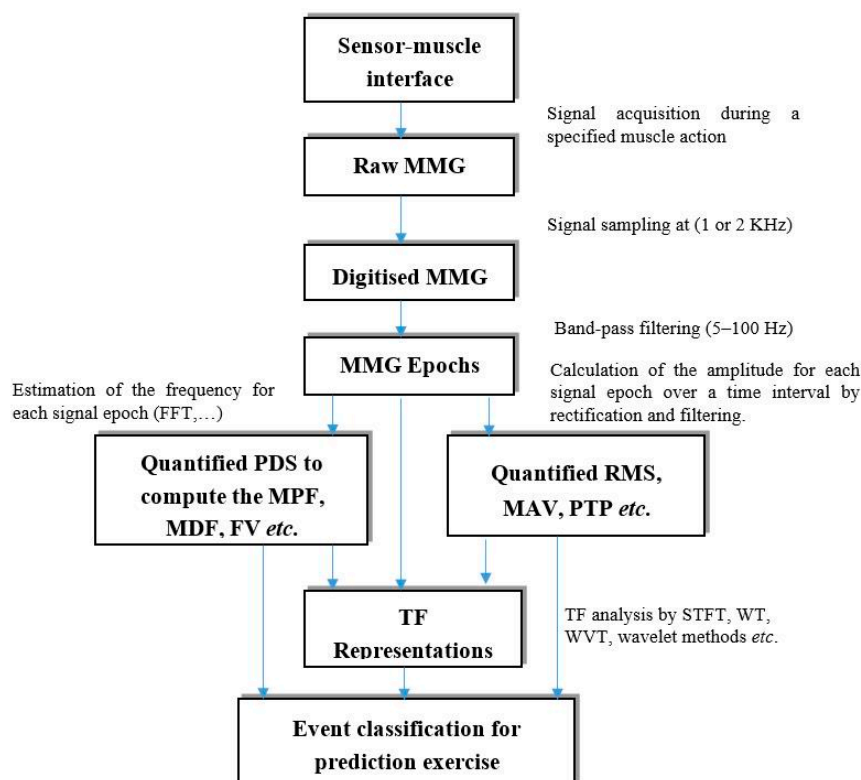 Sensor-muscle
interface
Signal acquisition during a
specified muscle action
Raw MMG
Signal sampling at (1 or 2 KHz)
Digitised MMG
Band-pass filtering (5–100 Hz)
MMG Epochs
Calculation of the amplitude for each
signal epoch over a time interval by
rectification and filtering.
Estimation of the frequency for
each signal epoch (FFT,…)
Quantified PDS to
compute the MPF,
MDF, FV etc.
Quantified RMS,
MAV, PTP etc.
TF
Representations
TF analysis by STFT, WT,
WVT, wavelet methods etc.
Event classification for
prediction exercise